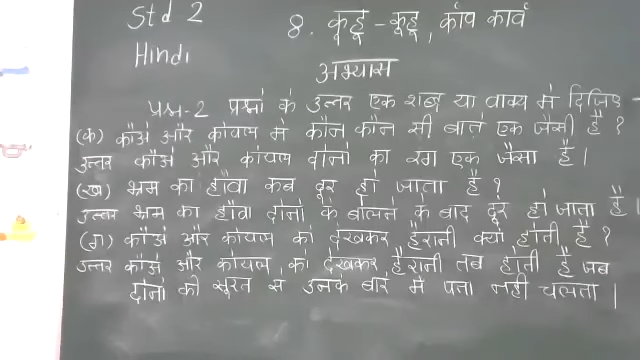 Std 2
8. कूहू - कूहू, काँव काँव
Hindi
अभ्यास
प्रश्न-2 प्रश्नों के उत्तर एक शब्द या वाक्य में दिजिए -
(क) कौओ और कोयल में कौन कौन सी बातें एक जैसी है ?
उत्तर कौओ और कोयल दोनों का रंग एक जैसा है।
(ख) भ्रम का हौवा कब दूर हो जाता है ?
उत्तर भ्रम का हौवा दोनों के बोलने के बाद दूर हो जाता है।
(ग) कौओ और कोयल को देखकर हैरानी क्यों होती है ?
उत्तर कौओ और कोयल को देखकर हैरानी तब होती है जब
दोनों की सूरत से उनके बारे में पता नही चलता।